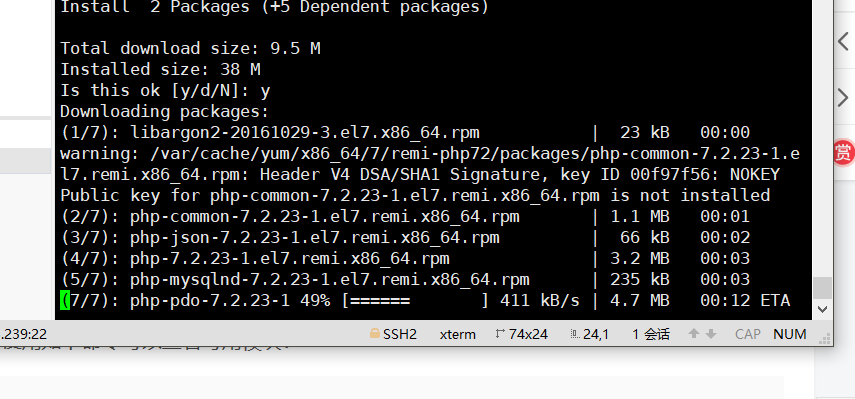 Install  2 Packages (+5 Dependent packages)
Total download size: 9.5 M
Installed size: 38 M
Is this ok [y/d/N]: y
Downloading packages:
(1/7): libargon2-20161029-3.el7.x86_64.rpm | 23 kB 00:00
warning: /var/cache/yum/x86_64/7/remi-php72/packages/php-common-7.2.23-1.e
l7.remi.x86_64.rpm: Header V4 DSA/SHA1 Signature, key ID 00f97f56: NOKEY
Public key for php-common-7.2.23-1.el7.remi.x86_64.rpm is not installed
(2/7): php-common-7.2.23-1.el7.remi.x86_64.rpm | 1.1 MB 00:01
(3/7): php-json-7.2.23-1.el7.remi.x86_64.rpm | 66 kB 00:02
(4/7): php-7.2.23-1.el7.remi.x86_64.rpm | 3.2 MB 00:03
(5/7): php-mysqlnd-7.2.23-1.el7.remi.x86_64.rpm | 235 kB 00:03
(7/7): php-pdo-7.2.23-1 49% [====== ] 411 kB/s | 4.7 MB 00:12 ETA
赏
.239:22 SSH2 xterm 74x24 24,1 1 会话 CAP NUM